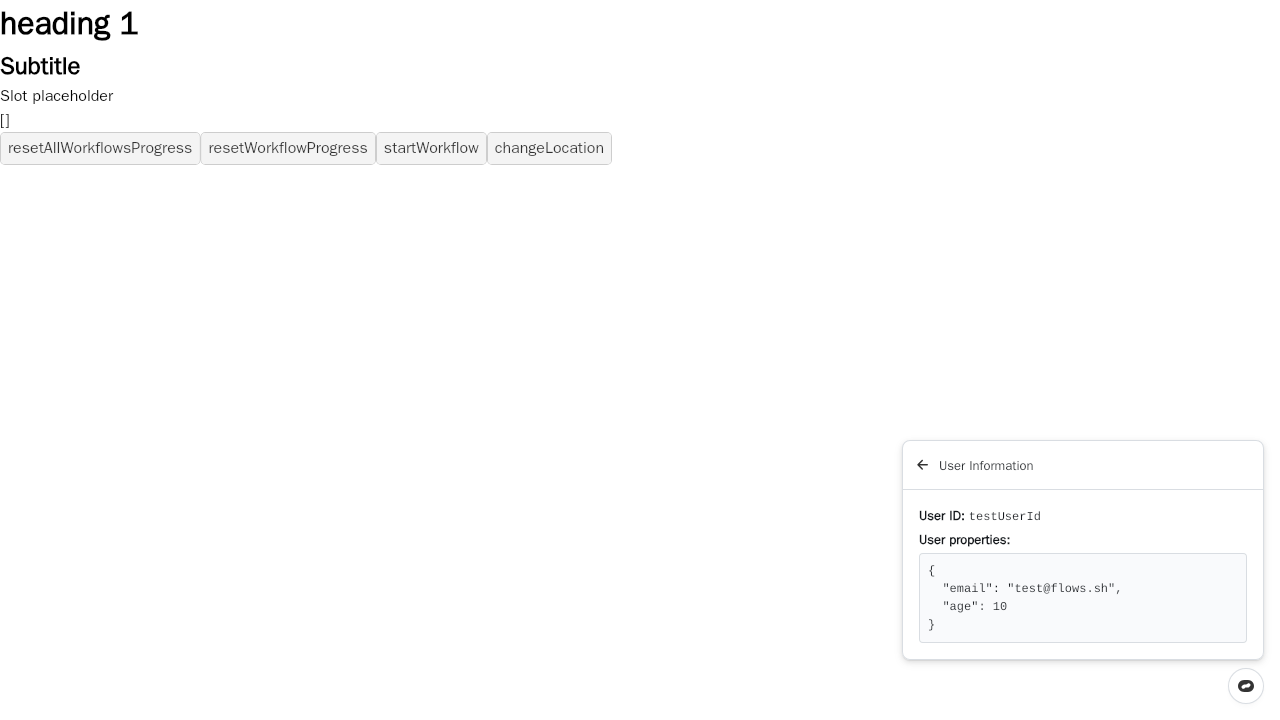 heading 1
Subtitle
Slot placeholder
[]
resetAllWorkflowsProgress resetWorkflowProgress startWorkflow changeLocation
User Information
User ID: testUserId
User properties:
{
  "email": "test@flows.sh",
  "age": 10
}